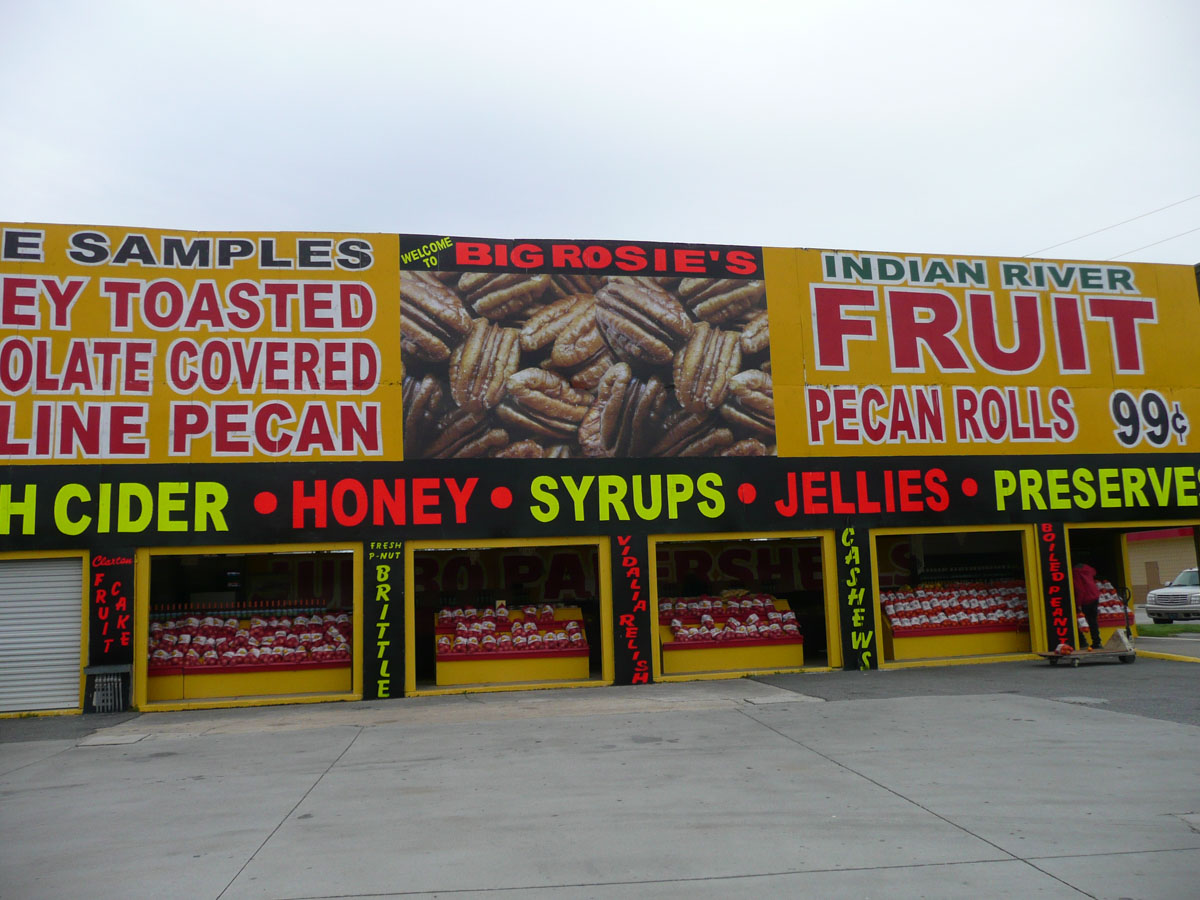 E SAMPLES
EY TOASTED
OLATE COVERED
LINE PECAN
WELCOME
TO
BIG ROSIE'S
INDIAN RIVER
FRUIT
PECAN ROLLS 99¢
H CIDER • HONEY • SYRUPS • JELLIES • PRESERVE
Claxton
FRUIT
CAKE
FRESH
P-NUT
BRITTLE
VIDALIA RELISH
CASHEWS
BOILED PEANUTS